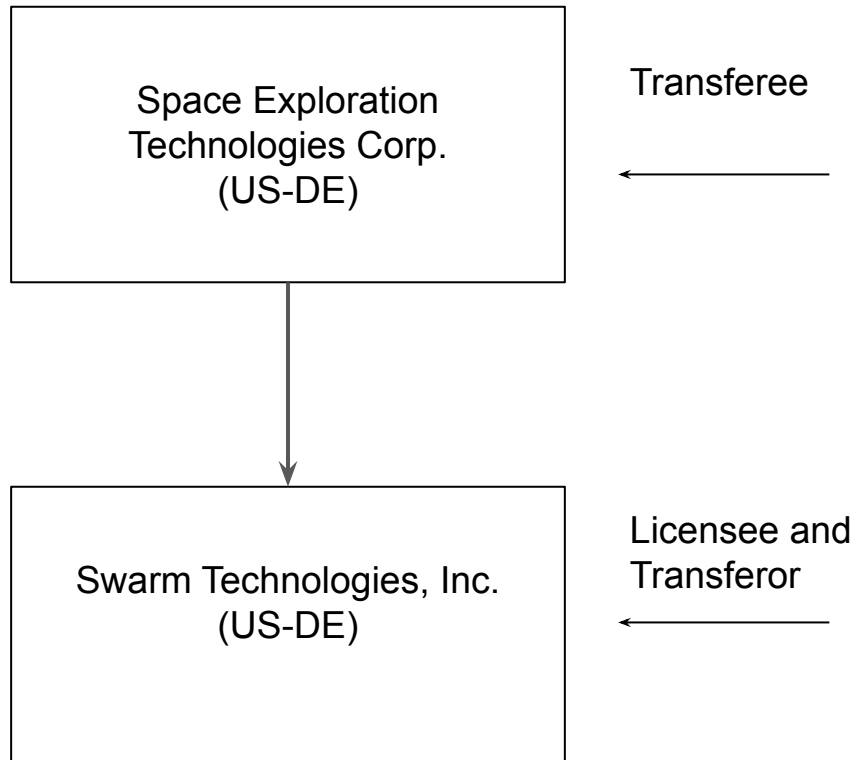 Space Exploration
Technologies Corp.
(US-DE)
Transferee
Swarm Technologies, Inc.
(US-DE)
Licensee and
Transferor